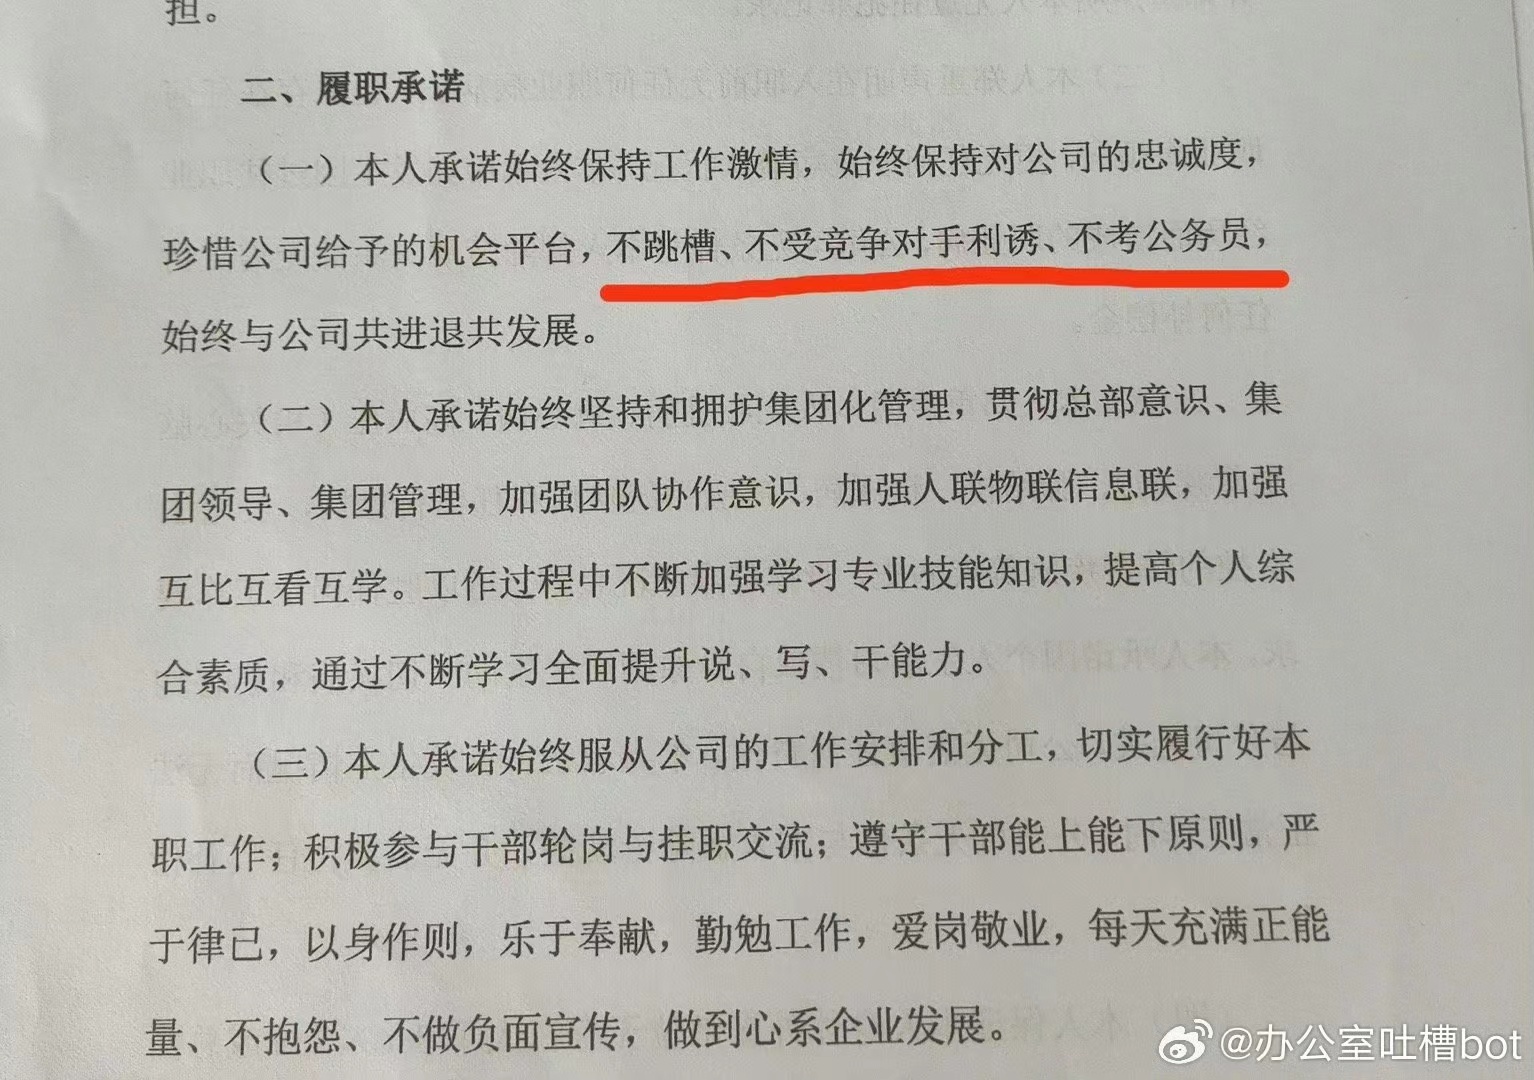 担。
二、履职承诺
（一）本人承诺始终保持工作激情，始终保持对公司的忠诚度，
珍惜公司给予的机会平台，不跳槽、不受竞争对手利诱、不考公务员，
始终与公司共进退共发展。
（二）本人承诺始终坚持和拥护集团化管理，贯彻总部意识、集
团领导、集团管理，加强团队协作意识，加强人联物联信息联，加强
互比互看互学。工作过程中不断加强学习专业技能知识，提高个人综
合素质，通过不断学习全面提升说、写、干能力。
（三）本人承诺始终服从公司的工作安排和分工，切实履行好本
职工作；积极参与干部轮岗与挂职交流；遵守干部能上能下原则，严
于律己，以身作则，乐于奉献，勤勉工作，爱岗敬业，每天充满正能
量、不抱怨、不做负面宣传，做到心系企业发展。
@办公室吐槽bot